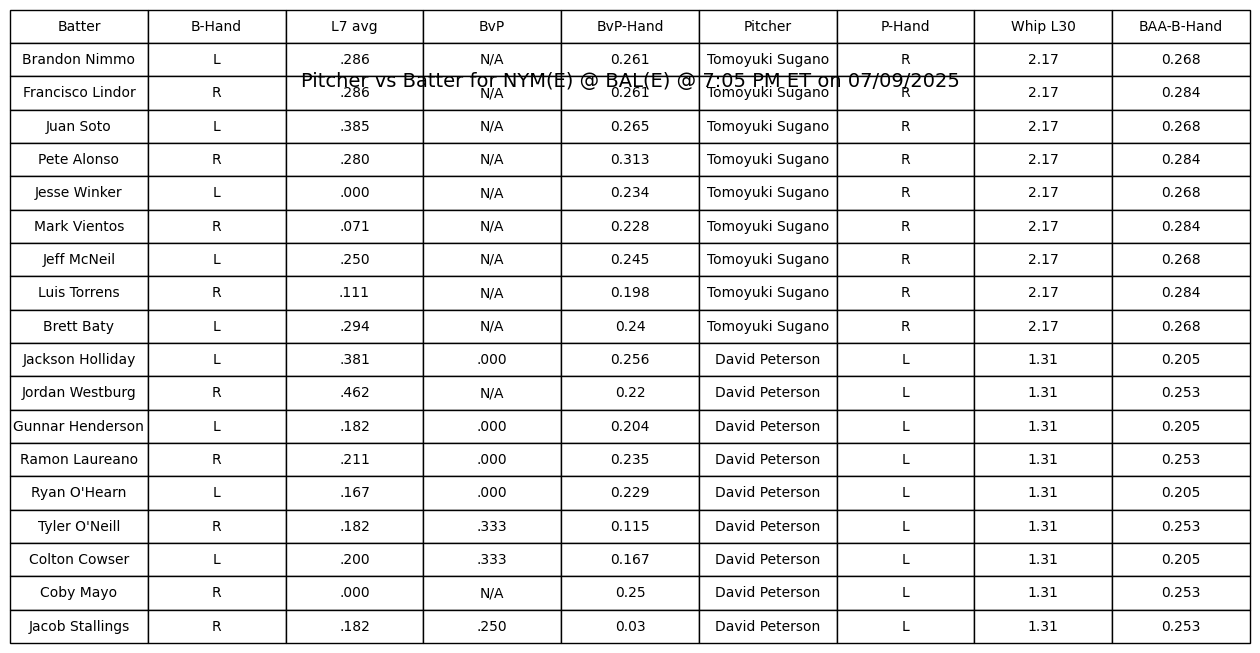 Batter B-Hand L7 avg BvP BvP-Hand Pitcher P-Hand Whip L30 BAA-B-Hand
Brandon Nimmo L .286 N/A 0.261 Tomoyuki Sugano R 2.17 0.268
Pitcher vs Batter for NYM(E) @ BAL(E) @ 7:05 PM ET on 07/09/2025
Francisco Lindor R .286 N/A 0.261 Tomoyuki Sugano R 2.17 0.284
Juan Soto L .385 N/A 0.265 Tomoyuki Sugano R 2.17 0.268
Pete Alonso R .280 N/A 0.313 Tomoyuki Sugano R 2.17 0.284
Jesse Winker L .000 N/A 0.234 Tomoyuki Sugano R 2.17 0.268
Mark Vientos R .071 N/A 0.228 Tomoyuki Sugano R 2.17 0.284
Jeff McNeil L .250 N/A 0.245 Tomoyuki Sugano R 2.17 0.268
Luis Torrens R .111 N/A 0.198 Tomoyuki Sugano R 2.17 0.284
Brett Baty L .294 N/A 0.24 Tomoyuki Sugano R 2.17 0.268
Jackson Holliday L .381 .000 0.256 David Peterson L 1.31 0.205
Jordan Westburg R .462 N/A 0.22 David Peterson L 1.31 0.253
Gunnar Henderson L .182 .000 0.204 David Peterson L 1.31 0.205
Ramon Laureano R .211 .000 0.235 David Peterson L 1.31 0.253
Ryan O'Hearn L .167 .000 0.229 David Peterson L 1.31 0.205
Tyler O'Neill R .182 .333 0.115 David Peterson L 1.31 0.253
Colton Cowser L .200 .333 0.167 David Peterson L 1.31 0.205
Coby Mayo R .000 N/A 0.25 David Peterson L 1.31 0.253
Jacob Stallings R .182 .250 0.03 David Peterson L 1.31 0.253